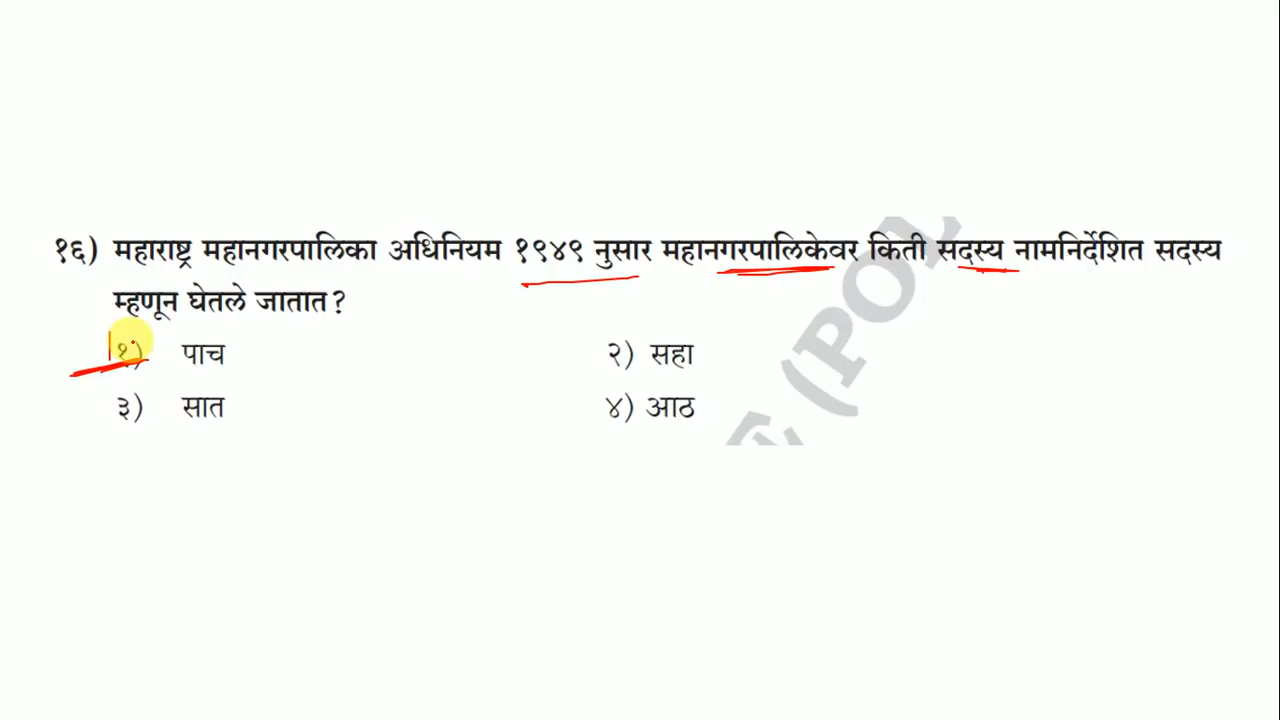 १६) महाराष्ट्र महानगरपालिका अधिनियम १९४९ नुसार महानगरपालिकेवर किती सदस्य नामनिर्देशित सदस्य
म्हणून घेतले जातात ?
१) पाच २) सहा
३) सात ४) आठ